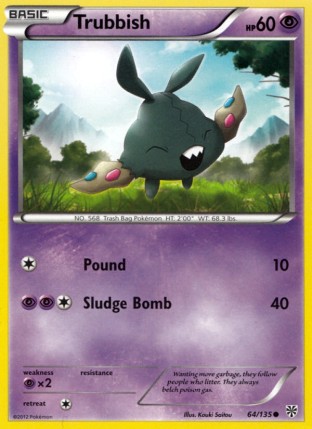 BASIC
Trubbish
HP60
NO. 568 Trash Bag Pokémon HT. 2'00" WT. 68.3 lbs.
Pound 10
Sludge Bomb 40
weakness resistance
×2
retreat
Wanting more garbage, they follow
people who litter. They always
belch poison gas.
©2012 Pokémon
Illus. Kouki Saitou
64/135